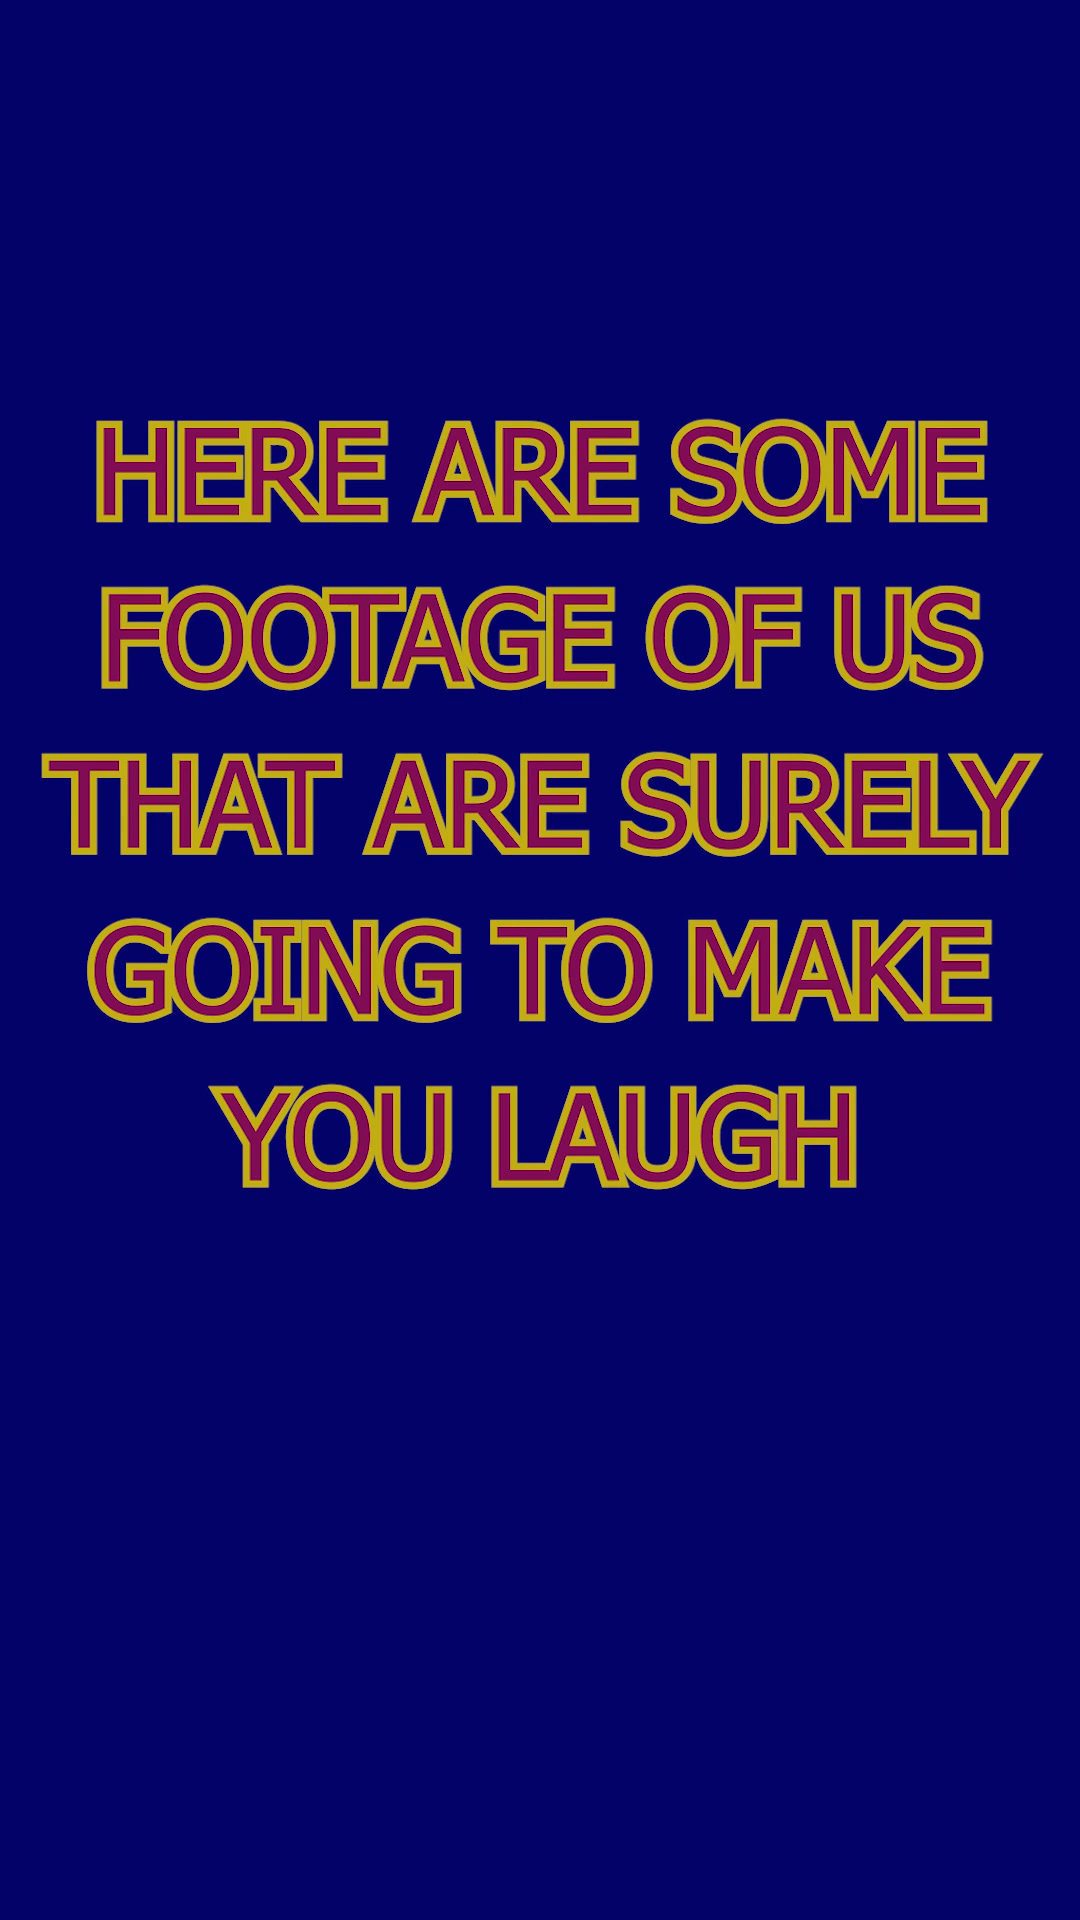 HERE ARE SOME
FOOTAGE OF US
THAT ARE SURELY
GOING TO MAKE
YOU LAUGH